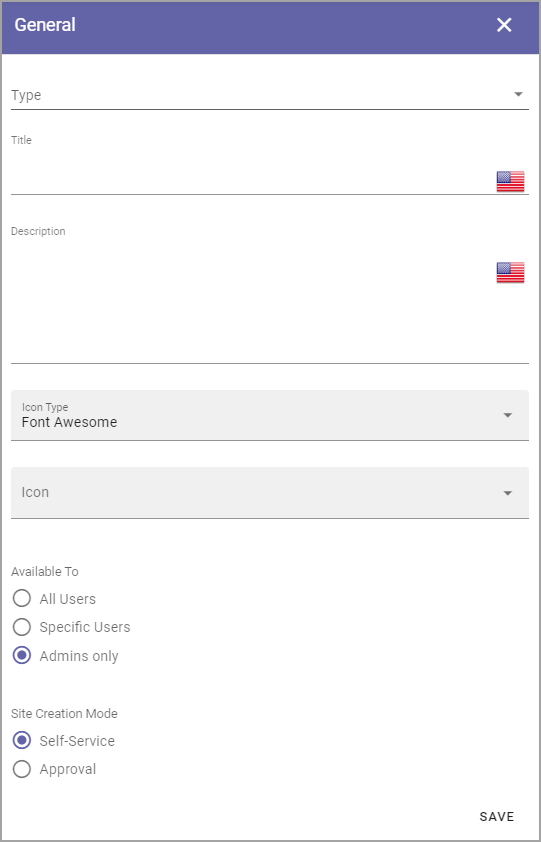 General
Type
Title
Description
Icon Type
Font Awesome
Icon
Available To
All Users
Specific Users
Admins only
Site Creation Mode
Self-Service
Approval
SAVE